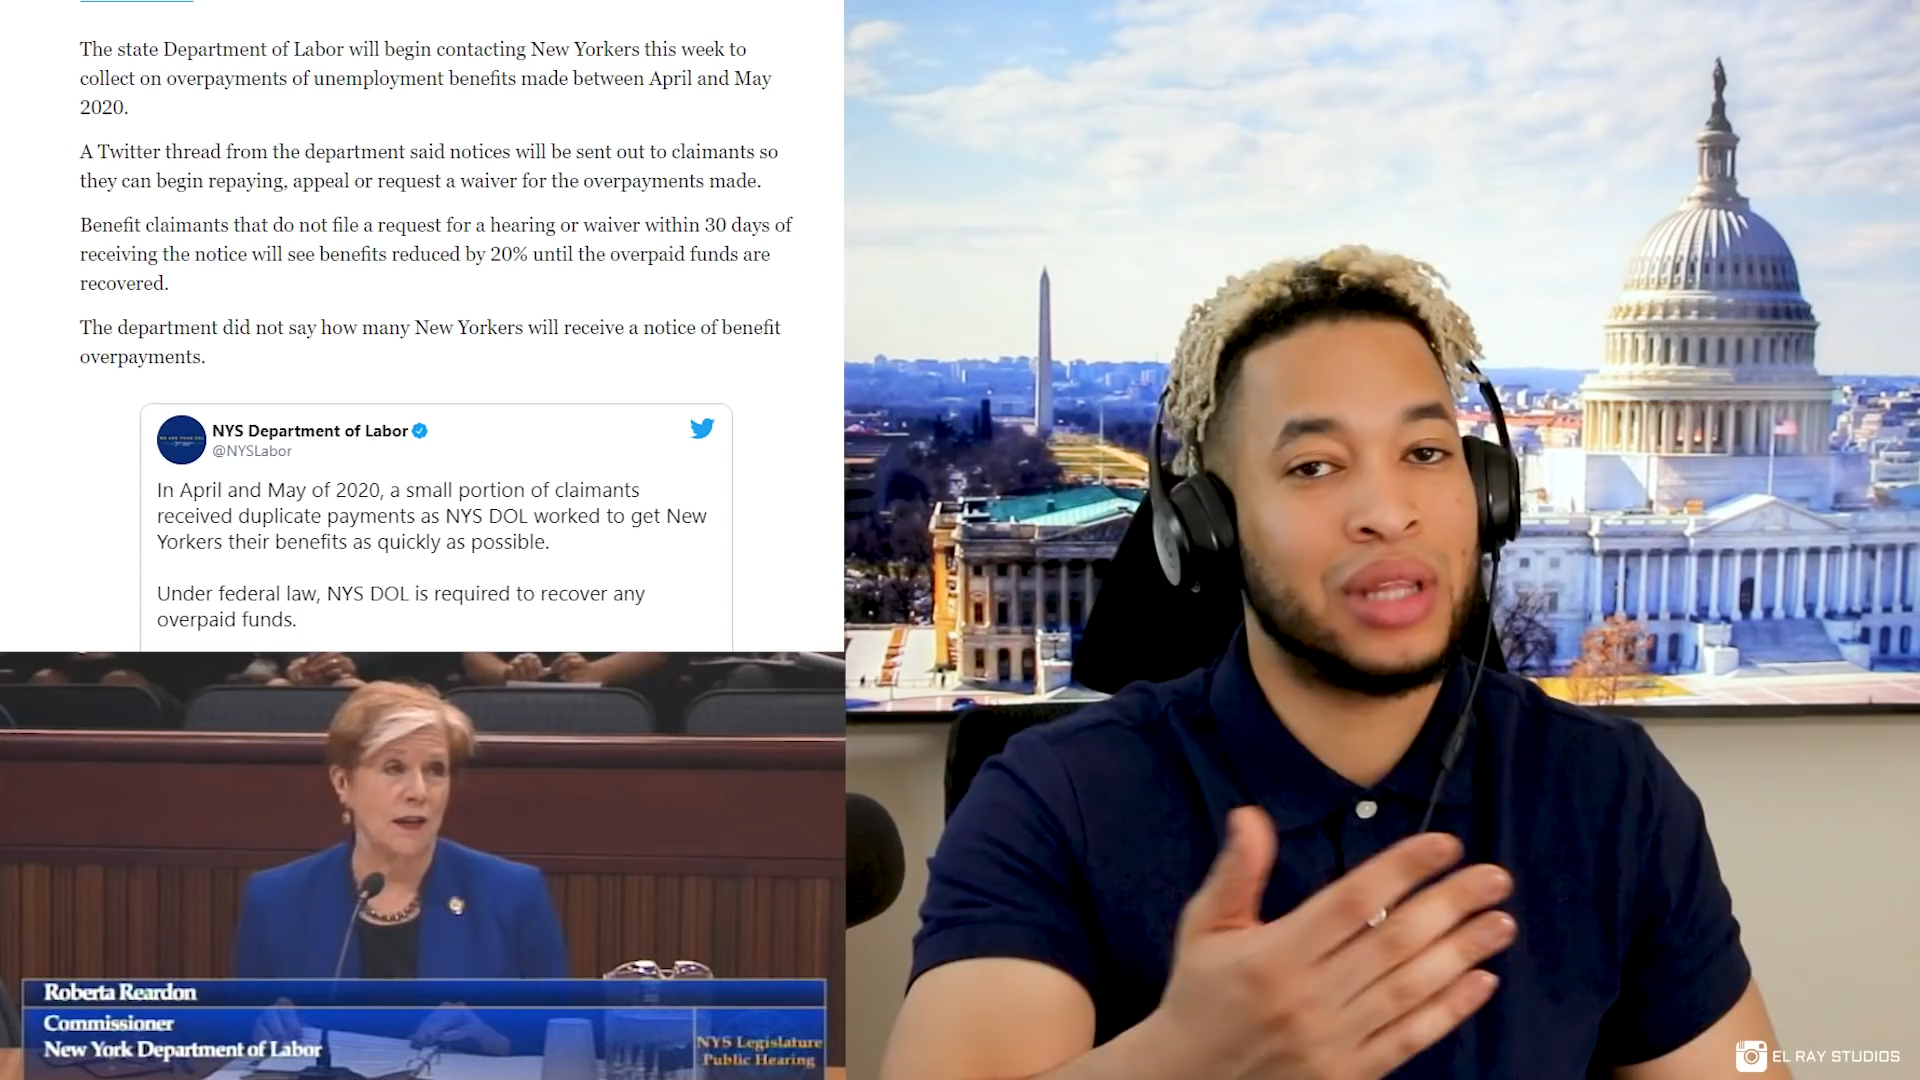 The state Department of Labor will begin contacting New Yorkers this week to
collect on overpayments of unemployment benefits made between April and May
2020.
A Twitter thread from the department said notices will be sent out to claimants so
they can begin repaying, appeal or request a waiver for the overpayments made.
Benefit claimants that do not file a request for a hearing or waiver within 30 days of
receiving the notice will see benefits reduced by 20% until the overpaid funds are
recovered.
The department did not say how many New Yorkers will receive a notice of benefit
overpayments.
NYS Department of Labor
@NYSLabor
In April and May of 2020, a small portion of claimants
received duplicate payments as NYS DOL worked to get New
Yorkers their benefits as quickly as possible.
Under federal law, NYS DOL is required to recover any
overpaid funds.
Roberta Reardon
Commissioner
New York Department of Labor
NYS Legislature
Public Hearing
EL RAY STUDIOS